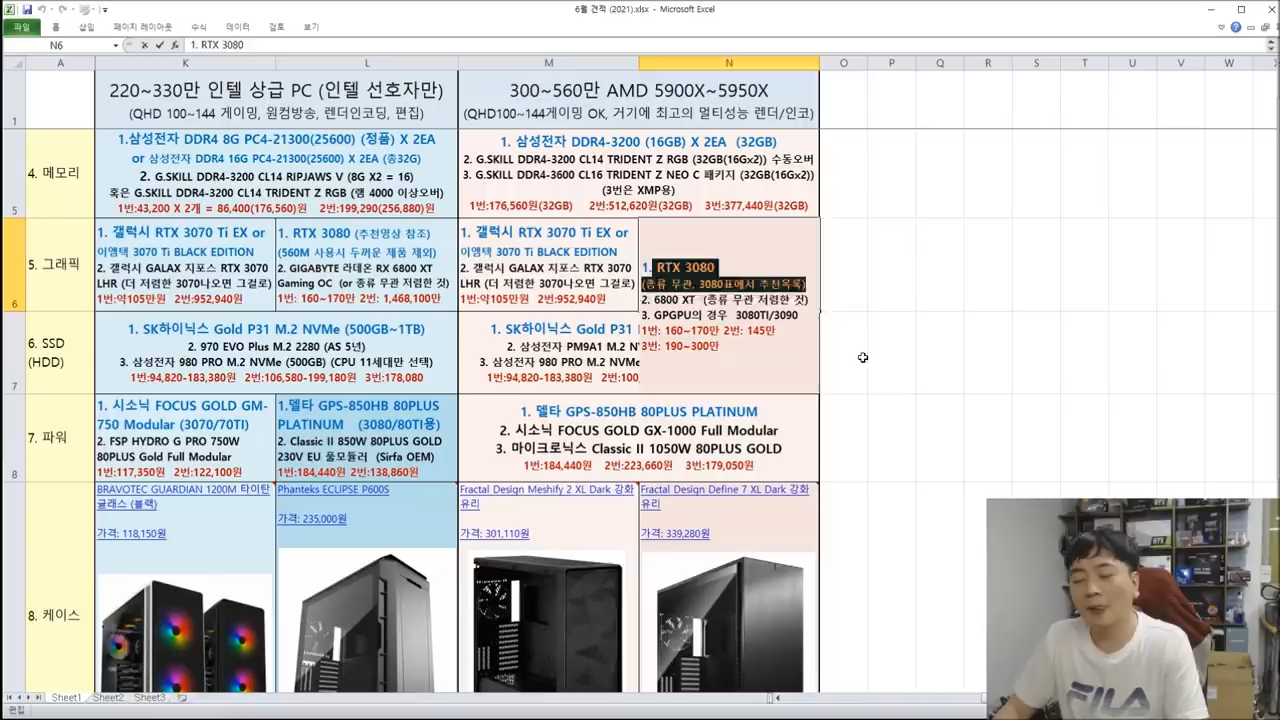 6월 견적 (2021).xlsx - Microsoft Excel
파일 홈 삽입 페이지 레이아웃 수식 데이터 검토 보기
N6 fx 1. RTX 3080
A K L M N O P Q R S T U V W
1
220~330만 인텔 상급 PC (인텔 선호자만)
(QHD 100~144 게이밍, 원컴방송, 렌더인코딩, 편집)
300~560만 AMD 5900X~5950X
(QHD100~144게이밍 OK, 거기에 최고의 멀티성능 렌더/인코)
5
4. 메모리
1.삼성전자 DDR4 8G PC4-21300(25600) (정품) X 2EA
or 삼성전자 DDR4 16G PC4-21300(25600) X 2EA (총32G)
2. G.SKILL DDR4-3200 CL14 RIPJAWS V (8G X2 = 16)
혹은 G.SKILL DDR4-3200 CL14 TRIDENT Z RGB (램 4000 이상오버)
1번:43,200 X 2개 = 86,400(176,560)원 2번:199,290(256,880)원
1. 삼성전자 DDR4-3200 (16GB) X 2EA (32GB)
2. G.SKILL DDR4-3200 CL14 TRIDENT Z RGB (32GB(16Gx2)) 수동오버
3. G.SKILL DDR4-3600 CL16 TRIDENT Z NEO C 패키지 (32GB(16Gx2))
(3번은 XMP용)
1번:176,560원(32GB) 2번:512,620원(32GB) 3번:377,440원(32GB)
6
5. 그래픽
1. 갤럭시 RTX 3070 Ti EX or
이엠텍 3070 Ti BLACK EDITION
2. 갤럭시 GALAX 지포스 RTX 3070
LHR (더 저렴한 3070나오면 그걸로)
1번:약105만원 2번:952,940원
1. RTX 3080 (추천영상 참조)
(560M 사용시 두꺼운 제품 제외)
2. GIGABYTE 라데온 RX 6800 XT
Gaming OC (or 종류 무관 저렴한 것)
1번: 160~170만 2번: 1,468,100만
1. 갤럭시 RTX 3070 Ti EX or
이엠텍 3070 Ti BLACK EDITION
2. 갤럭시 GALAX 지포스 RTX 3070
LHR (더 저렴한 3070나오면 그걸로)
1번:약105만원 2번:952,940원
1. RTX 3080
(종류 무관, 3080표에서 추천목록)
2. 6800 XT (종류 무관 저렴한 것)
3. GPGPU의 경우 3080TI/3090
1번: 160~170만 2번: 145만
3번: 190~300만
7
6. SSD
(HDD)
1. SK하이닉스 Gold P31 M.2 NVMe (500GB~1TB)
2. 970 EVO Plus M.2 2280 (AS 5년)
3. 삼성전자 980 PRO M.2 NVMe (500GB) (CPU 11세대만 선택)
1번:94,820-183,380원 2번:106,580-199,180원 3번:178,080
1. SK하이닉스 Gold P31
2. 삼성전자 PM9A1 M.2 N
3. 삼성전자 980 PRO M.2 NVMe
1번:94,820-183,380원 2번:100,
8
7. 파워
1. 시소닉 FOCUS GOLD GM-
750 Modular (3070/70TI)
2. FSP HYDRO G PRO 750W
80PLUS Gold Full Modular
1번:117,350원 2번:122,100원
1.델타 GPS-850HB 80PLUS
PLATINUM (3080/80TI용)
2. Classic II 850W 80PLUS GOLD
230V EU 풀모듈러 (Sirfa OEM)
1번:184,440원 2번:138,860원
1. 델타 GPS-850HB 80PLUS PLATINUM
2. 시소닉 FOCUS GOLD GX-1000 Full Modular
3. 마이크로닉스 Classic II 1050W 80PLUS GOLD
1번:184,440원 2번:223,660원 3번:179,050원
8. 케이스
BRAVOTEC GUARDIAN 1200M 타이탄
글래스 (블랙)
가격: 118,150원
Phanteks ECLIPSE P600S
가격: 235,000원
Fractal Design Meshify 2 XL Dark 강화
유리
가격: 301,110원
Fractal Design Define 7 XL Dark 강화
유리
가격: 339,280원
FILA
Sheet1 Sheet2 Sheet3
편집